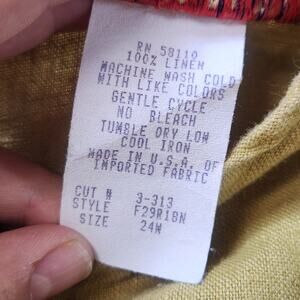 RN 58110
100% LINEN
MACHINE WASH COLD
WITH LIKE COLORS
GENTLE CYCLE
NO BLEACH
TUMBLE DRY LOW
COOL IRON
MADE IN U.S.A. OF
IMPORTED FABRIC
CUT # 3-313
STYLE F29R18N
SIZE 24W